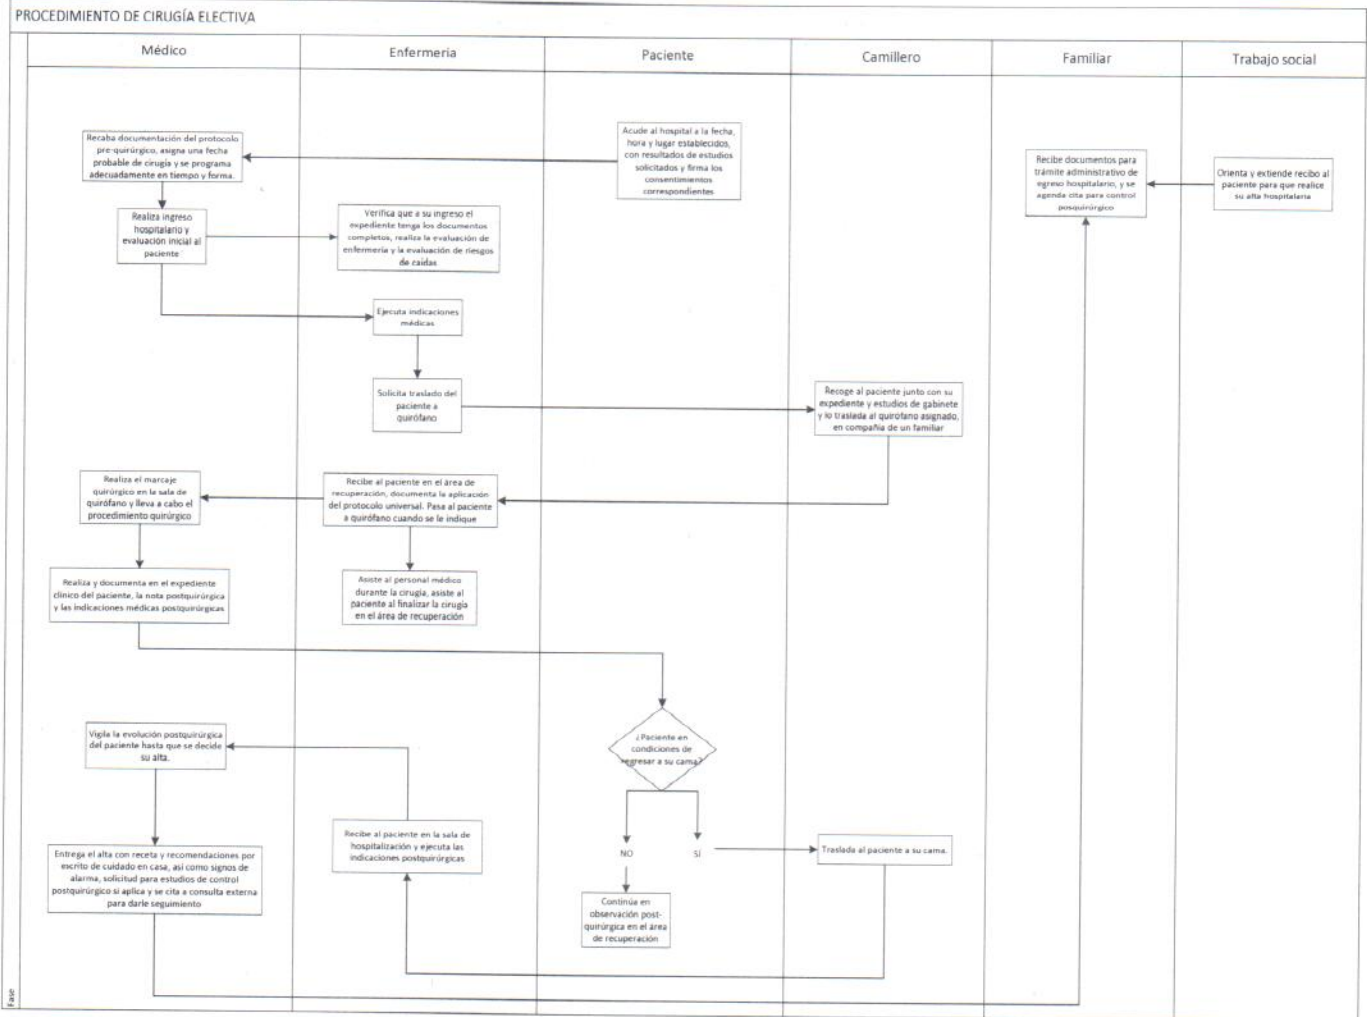 PROCEDIMIENTO DE CIRUGÍA ELECTIVA
Médico
Enfermeria
Paciente
Camillero
Familiar
Trabajo social
Recaba documentación del protocolo
pre-quirúrgico, asigna una fecha
probable de cirugía y se programa
adecuadamente en tiempo y forma.
Acude al hospital a la fecha,
hora y lugar establecidos,
con resultados de estudios
solicitados y firma los
consentimientos
correspondientes
Recibe documentos para
trámite administrativo de
egreso hospitalario, y se
agenda cita para control
posquirúrgico
Orienta y extiende recibo al
paciente para que realice
su alta hospitalaria
Realiza ingreso
hospitalario y
evaluación inicial al
paciente
Verifica que a su ingreso el
expediente tenga los documentos
completos, realiza la evaluación de
enfermería y la evaluación de riesgos
de caídas
Ejecuta indicaciones
médicas
Solicita traslado del
paciente a
quirófano
Recoge al paciente junto con su
expediente y estudios de gabinete
y lo traslada al quirófano asignado,
en compañía de un familiar
Realiza el marcaje
quirúrgico en la sala de
quirófano y lleva a cabo el
procedimiento quirúrgico
Recibe al paciente en el área de
recuperación, documenta la aplicación
del protocolo universal. Pasa al paciente
a quirófano cuando se le indique
Realiza y documenta en el expediente
clínico del paciente, la nota postquirúrgica
y las indicaciones médicas postquirúrgicas
Asiste al personal médico
durante la cirugía, asiste al
paciente al finalizar la cirugía
en el área de recuperación
Vigila la evolución postquirúrgica
del paciente hasta que se decide
su alta.
¿Paciente en
condiciones de
regresar a su cama?
Recibe al paciente en la sala de
hospitalización y ejecuta las
indicaciones postquirúrgicas
NO
SÍ
Traslada al paciente a su cama.
Entrega el alta con receta y recomendaciones por
escrito de cuidado en casa, así como signos de
alarma, solicitud para estudios de control
postquirúrgico si aplica y se cita a consulta externa
para darle seguimiento
Continúa en
observación post-
quirúrgica en el área
de recuperación
Fase